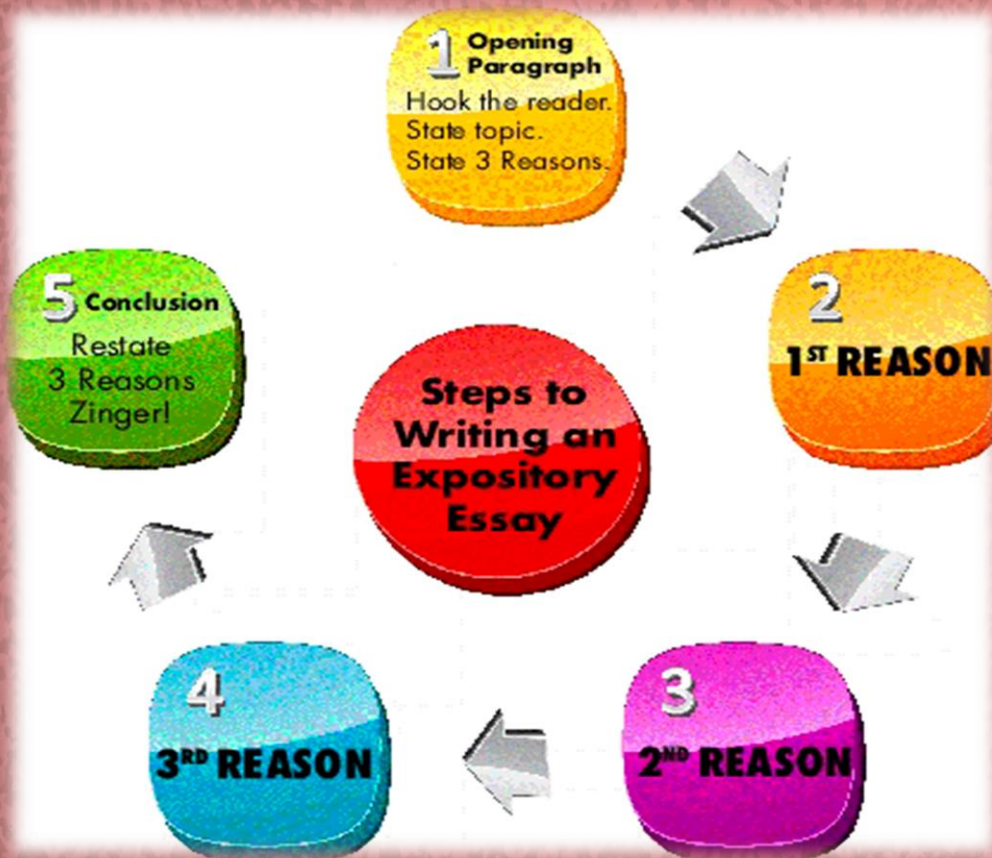 1 Opening
Paragraph
Hook the reader.
State topic.
State 3 Reasons.
2
1ST REASON
3
2ND REASON
4
3RD REASON
5 Conclusion
Restate
3 Reasons
Zinger!
Steps to
Writing an
Expository
Essay